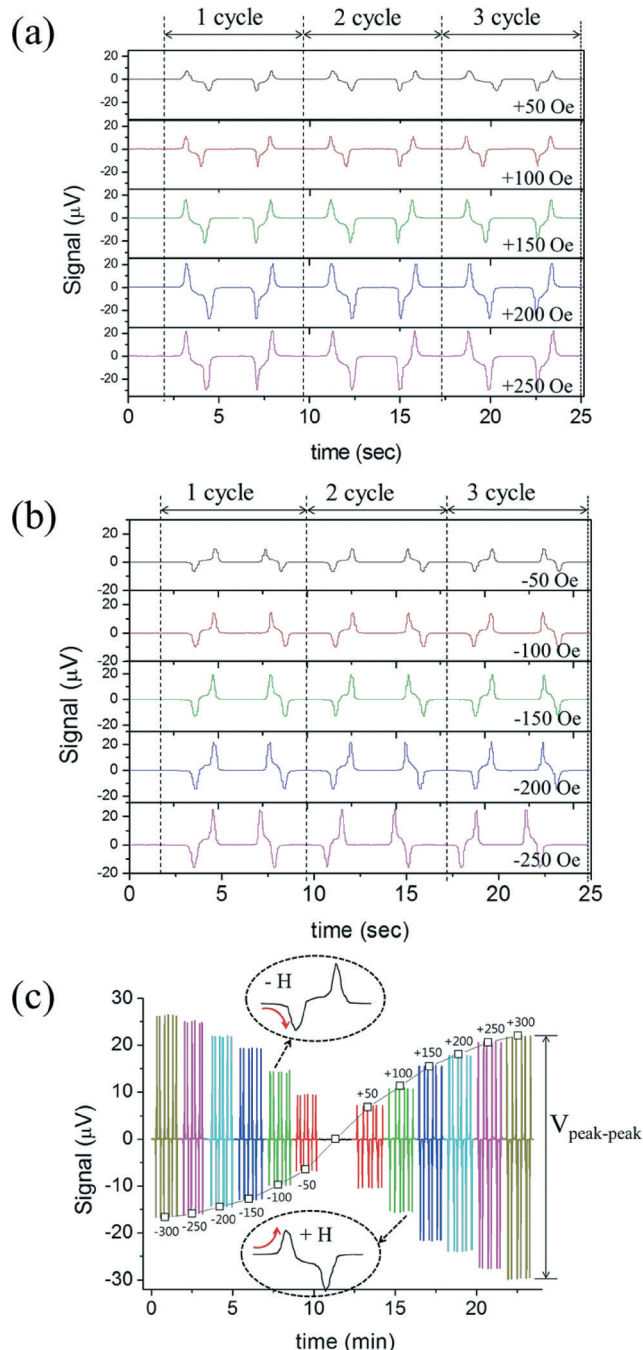 (a)
1 cycle 2 cycle 3 cycle
20
0
-20
+50 Oe
20
0
-20
+100 Oe
20
0
-20
+150 Oe
20
0
-20
+200 Oe
20
0
-20
+250 Oe
Signal (μV)
0 5 10 15 20 25
time (sec)
(b)
1 cycle 2 cycle 3 cycle
20
0
-20
-50 Oe
20
0
-20
-100 Oe
20
0
-20
-150 Oe
20
0
-20
-200 Oe
20
0
-20
-250 Oe
Signal (μV)
0 5 10 15 20 25
time (sec)
(c)
30
20
10
0
-10
-20
-30
Signal (μV)
- H
+300
+250
+200
+150
+100
+50
Vpeak-peak
-50
-100
-150
-200
-250
-300
+ H
0 5 10 15 20
time (min)